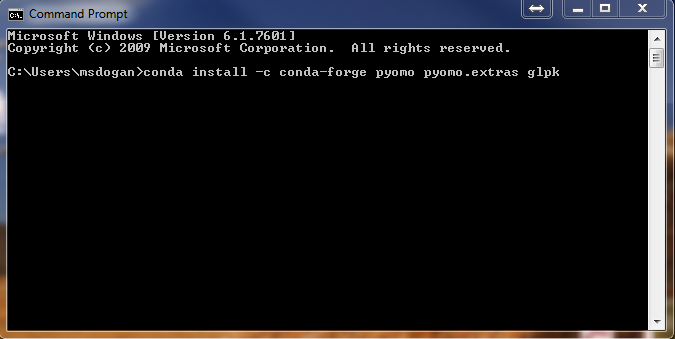 Command Prompt
Microsoft Windows [Version 6.1.7601]
Copyright (c) 2009 Microsoft Corporation.  All rights reserved.
C:\Users\msdogan>conda install -c conda-forge pyomo pyomo.extras glpk